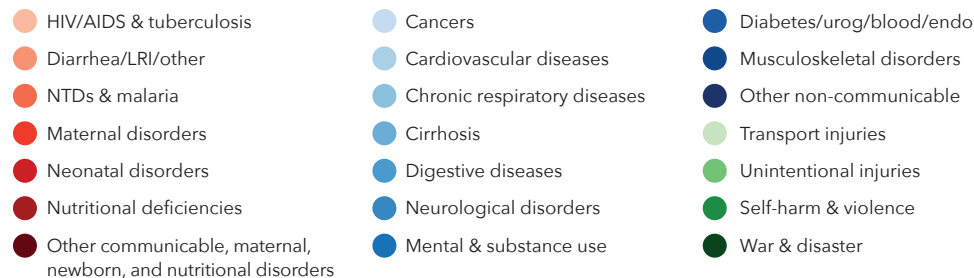 HIV/AIDS & tuberculosis
Diarrhea/LRI/other
NTDs & malaria
Maternal disorders
Neonatal disorders
Nutritional deficiencies
Other communicable, maternal,
newborn, and nutritional disorders
Cancers
Cardiovascular diseases
Chronic respiratory diseases
Cirrhosis
Digestive diseases
Neurological disorders
Mental & substance use
Diabetes/urog/blood/endo
Musculoskeletal disorders
Other non-communicable
Transport injuries
Unintentional injuries
Self-harm & violence
War & disaster